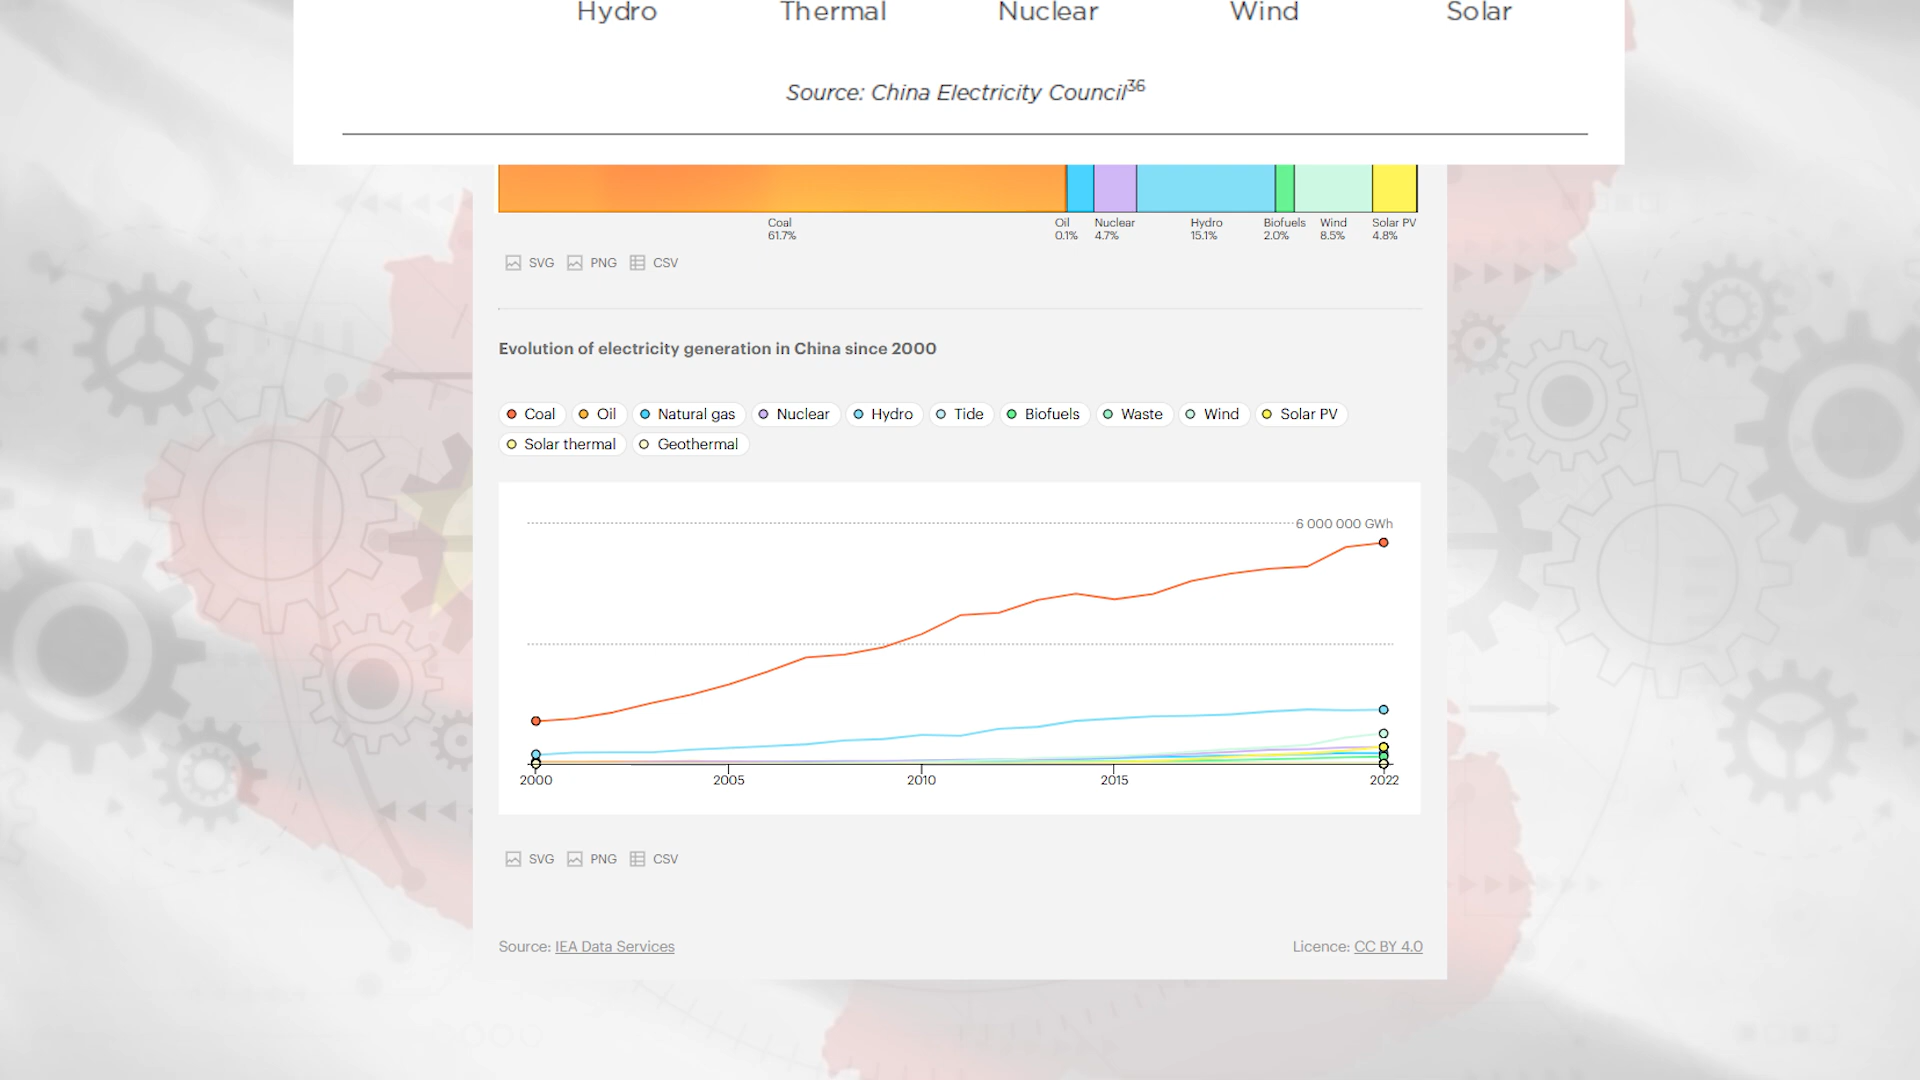 Hydro Thermal Nuclear Wind Solar
Source: China Electricity Council36
Coal Oil Nuclear Hydro Biofuels Wind Solar PV
61.7% 0.1% 4.7% 15.1% 2.0% 8.5% 4.8%
SVG PNG CSV
Evolution of electricity generation in China since 2000
Coal Oil Natural gas Nuclear Hydro Tide Biofuels Waste Wind Solar PV
Solar thermal Geothermal
6 000 000 GWh
2000 2005 2010 2015 2022
SVG PNG CSV
Source: IEA Data Services Licence: CC BY 4.0